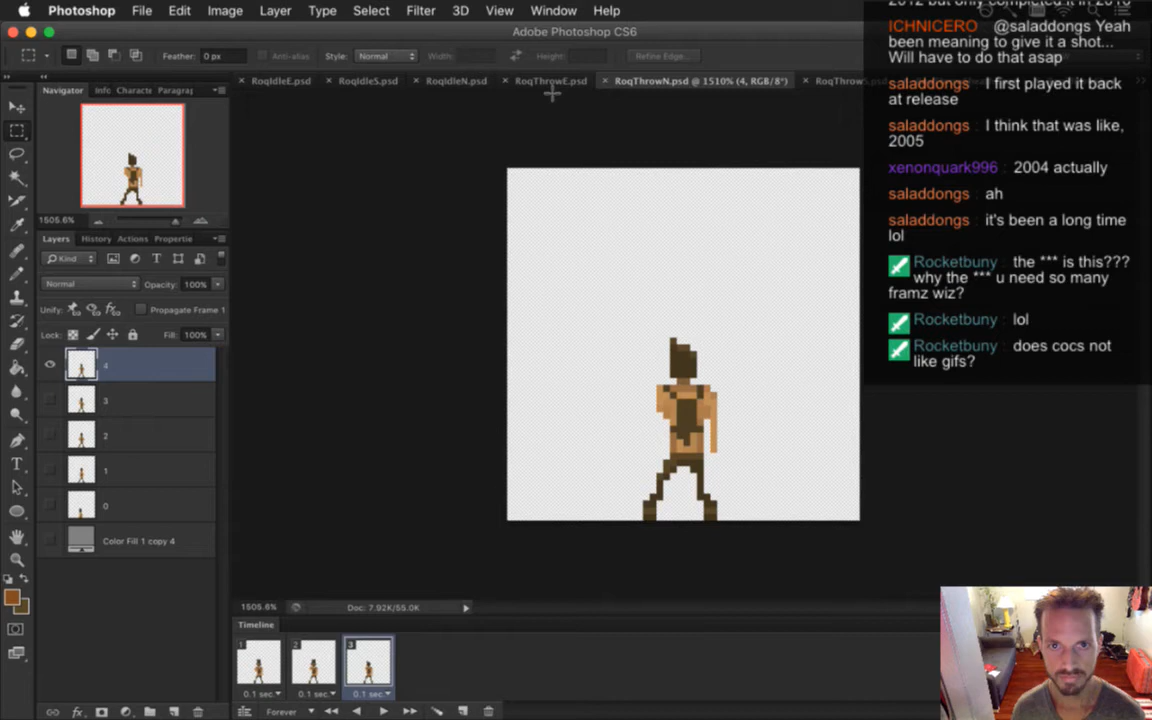 Photoshop File Edit Image Layer Type Select Filter 3D View Window Help
Adobe Photoshop CS6
Feather: 0 px Anti-alias Style: Normal Width: Height: Refine Edge...
RoqIdleE.psd RoqIdleS.psd RoqIdleN.psd RoqThrowE.psd RoqThrowN.psd @ 1510% (4, RGB/8*)
Navigator Info Characte Paragraj
1505.6%
Layers History Actions Propertie
Kind
Normal Opacity: 100%
Unify: Propagate Frame 1
Lock: Fill: 100%
4
3
2
1
0
Color Fill 1 copy 4
1505.6% Doc: 7.92K/55.0K
Timeline
1 2 3
0.1 sec. 0.1 sec. 0.1 sec.
Forever
ICHNICERO @saladdongs Yeah
been meaning to give it a shot...
Will have to do that asap
saladdongs : I first played it back
at release
saladdongs : I think that was like,
2005
xenonquark996 : 2004 actually
saladdongs : ah
saladdongs : it's been a long time
lol
Rocketbuny : the *** is this???
why the *** u need so many
framz wiz?
Rocketbuny : lol
Rocketbuny : does cocs not
like gifs?